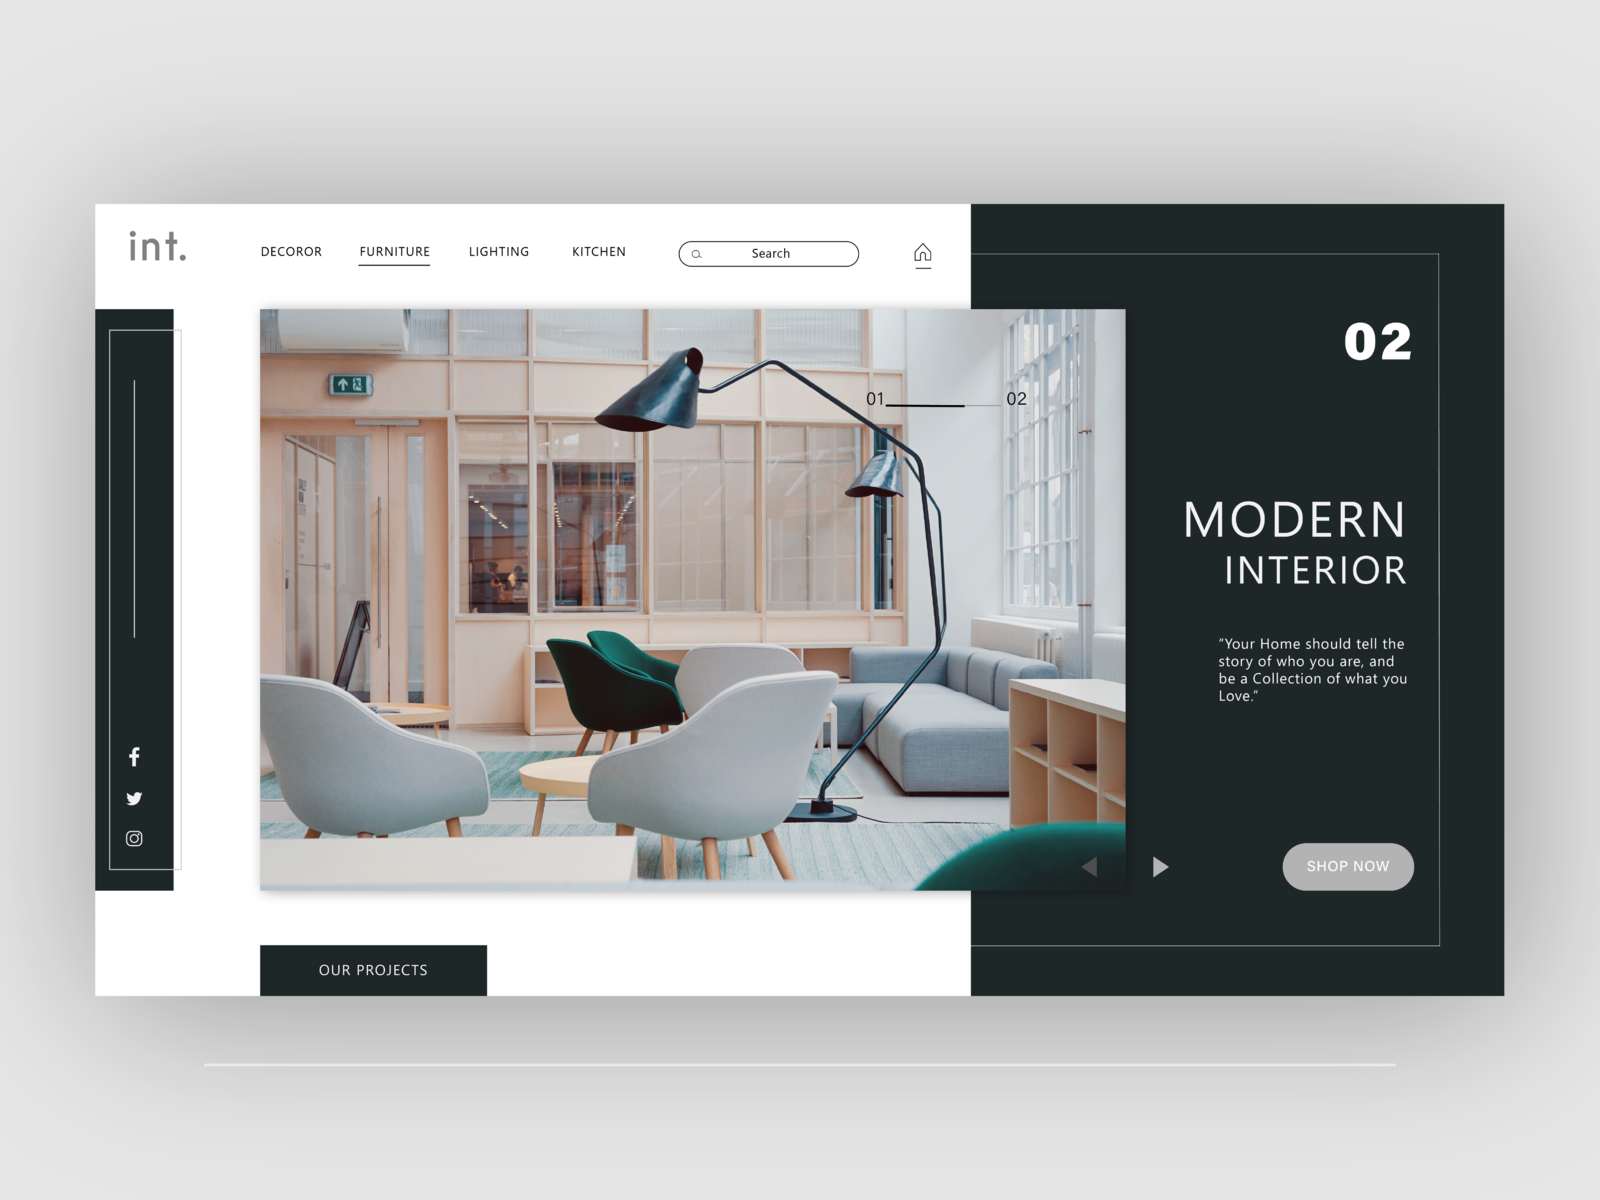 int.
DECOROR
FURNITURE
LIGHTING
KITCHEN
Search
01
02
02
MODERN
INTERIOR
"Your Home should tell the
story of who you are, and
be a Collection of what you
Love."
SHOP NOW
OUR PROJECTS